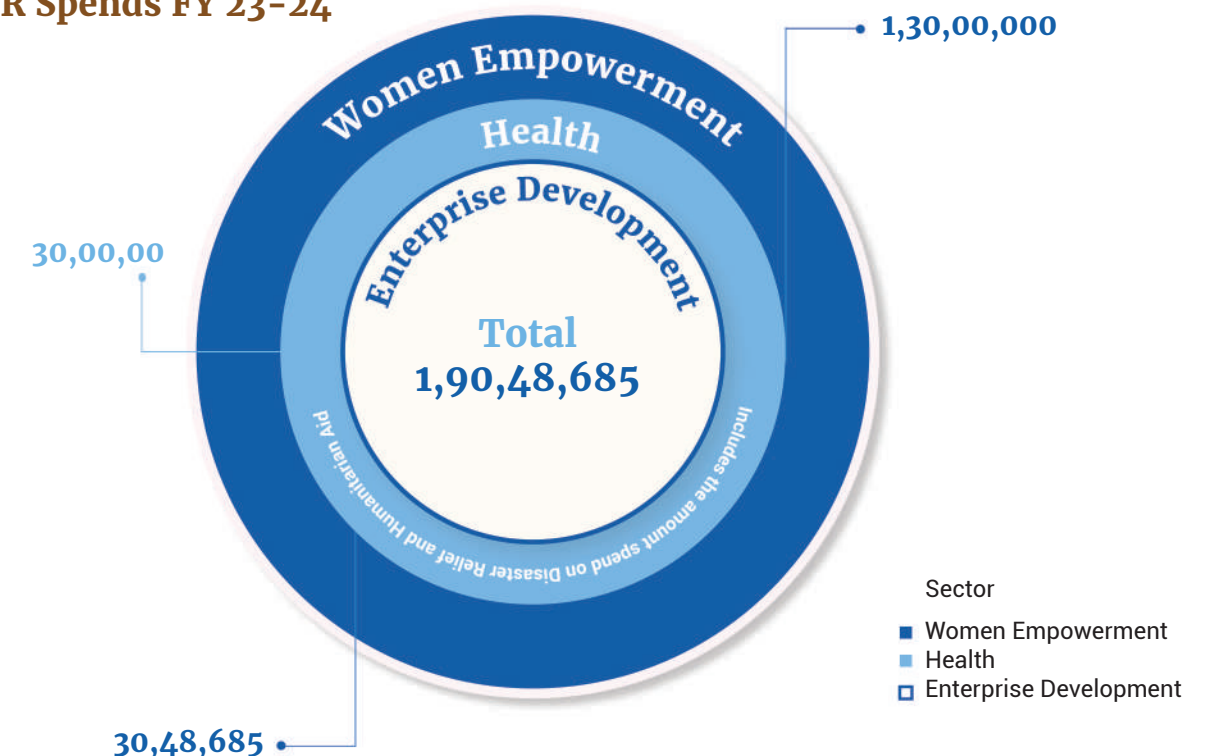 R Spends FY 23-24
1,30,00,000
Women Empowerment
Health
Enterprise Development
30,00,00
Total
1,90,48,685
Includes the amount spend on Disaster Relief and Humanitarian Aid
Sector
Women Empowerment
Health
Enterprise Development
30,48,685